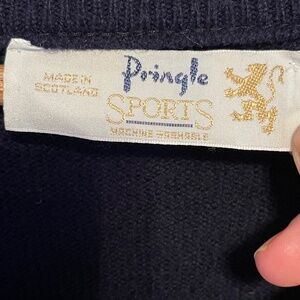 MADE IN
SCOTLAND
Pringle
SPORTS
MACHINE WASHABLE